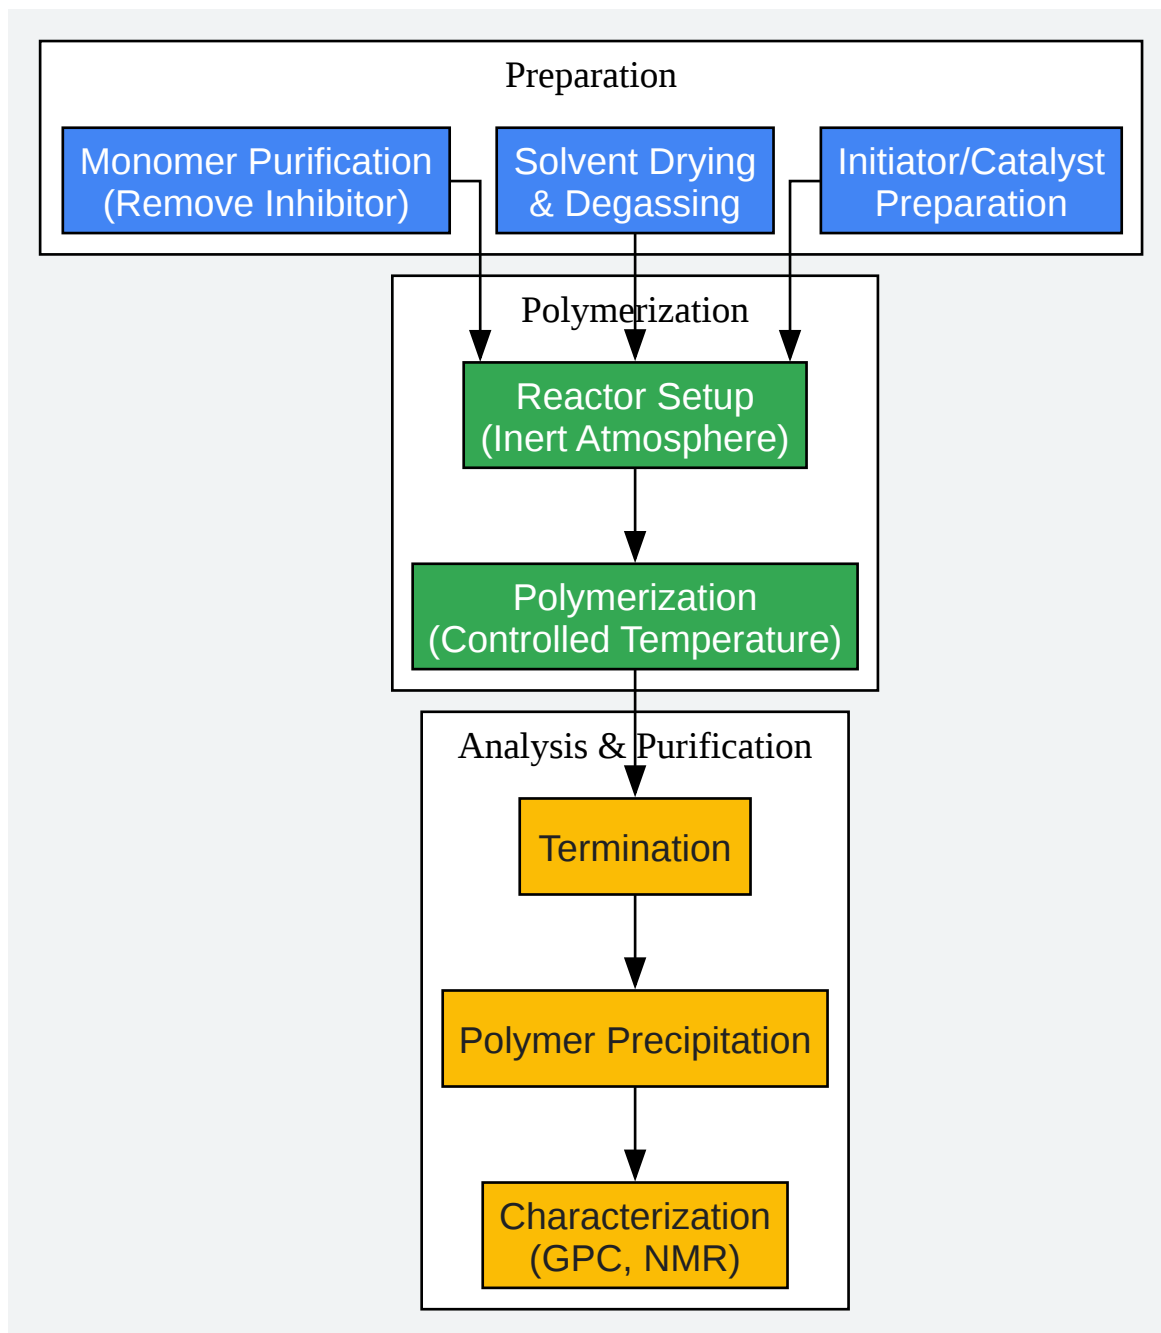 Preparation
Monomer Purification
(Remove Inhibitor)
Solvent Drying
& Degassing
Initiator/Catalyst
Preparation
Polymerization
Reactor Setup
(Inert Atmosphere)
Polymerization
(Controlled Temperature)
Analysis & Purification
Termination
Polymer Precipitation
Characterization
(GPC, NMR)